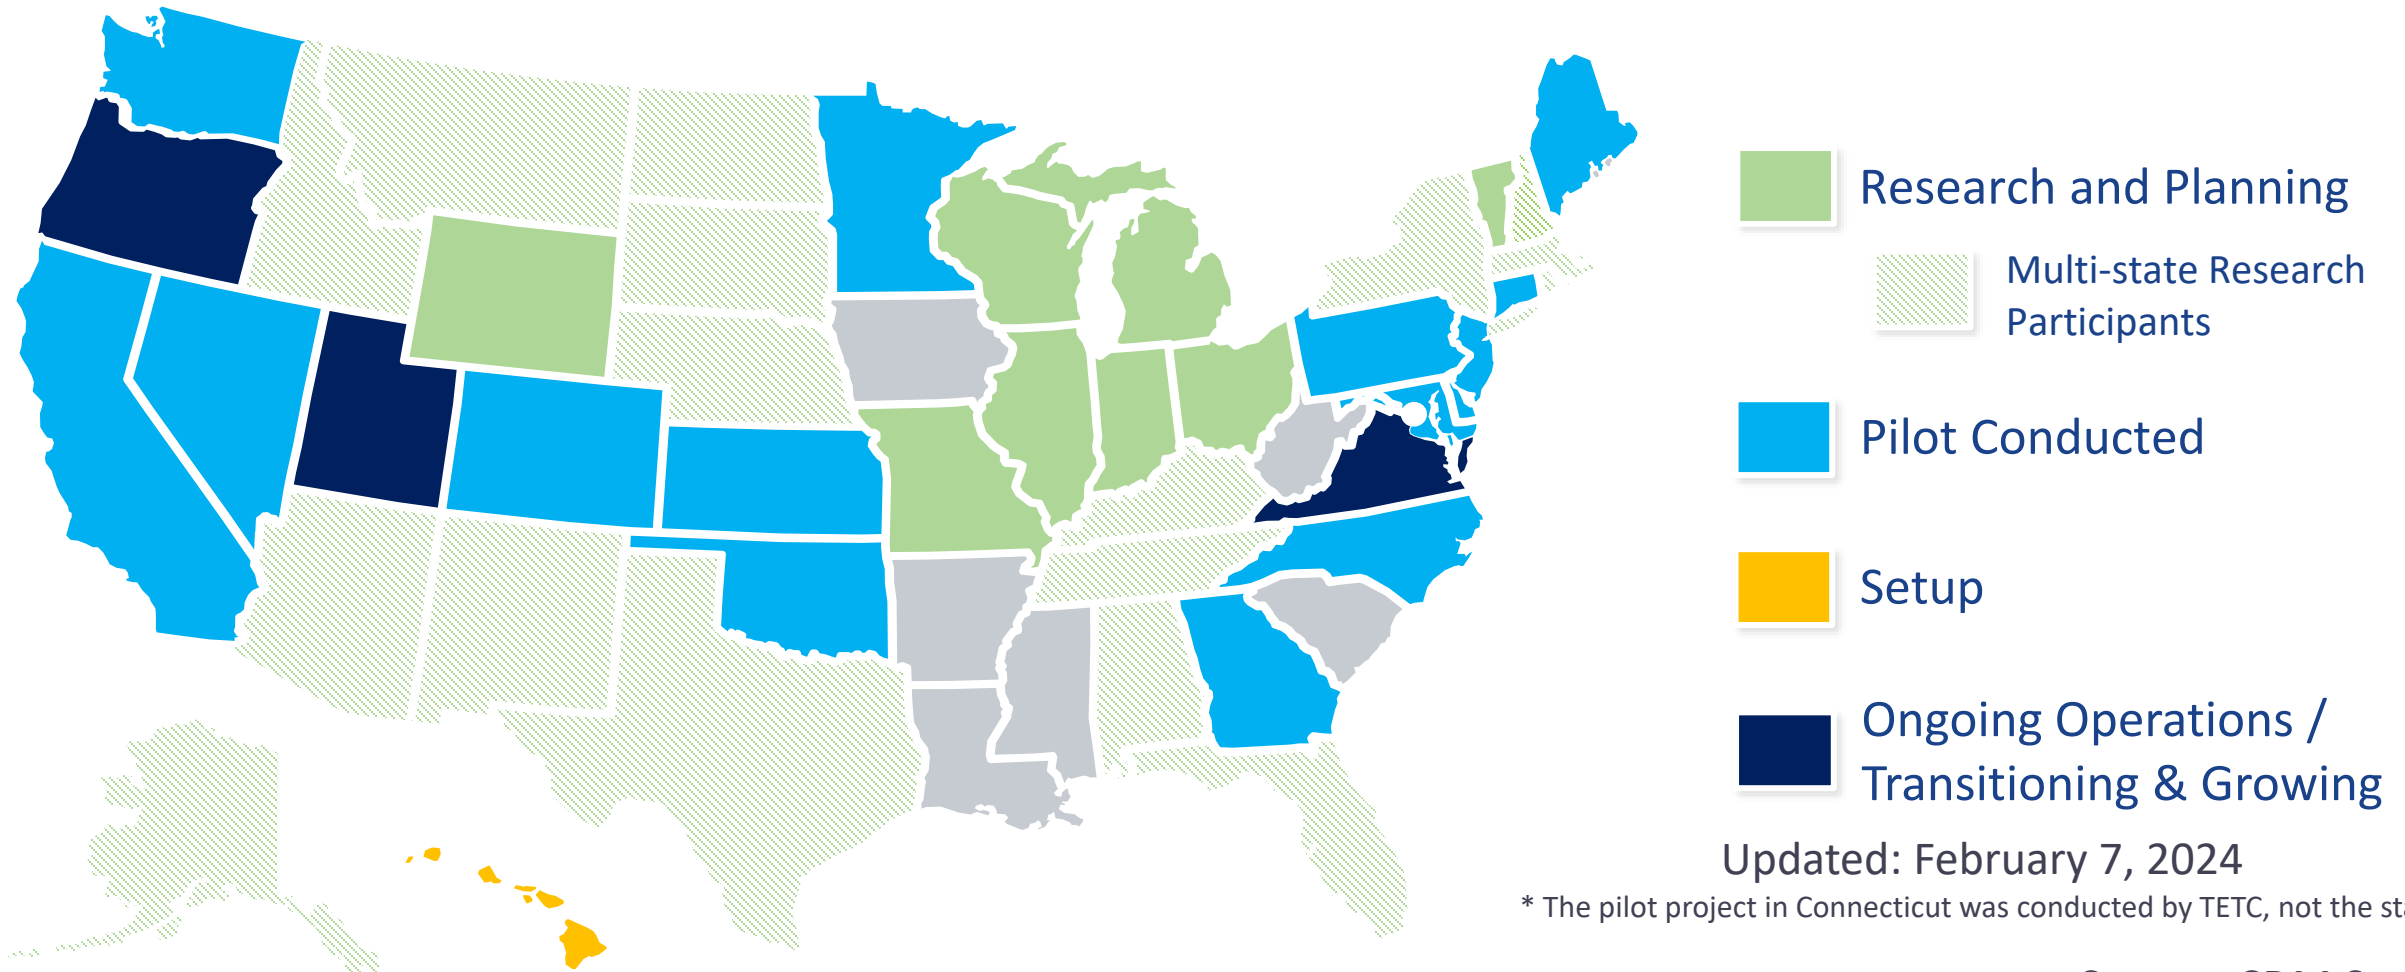 Research and Planning
Multi-state Research
Participants
Pilot Conducted
Setup
Ongoing Operations /
Transitioning & Growing
Updated: February 7, 2024
* The pilot project in Connecticut was conducted by TETC, not the